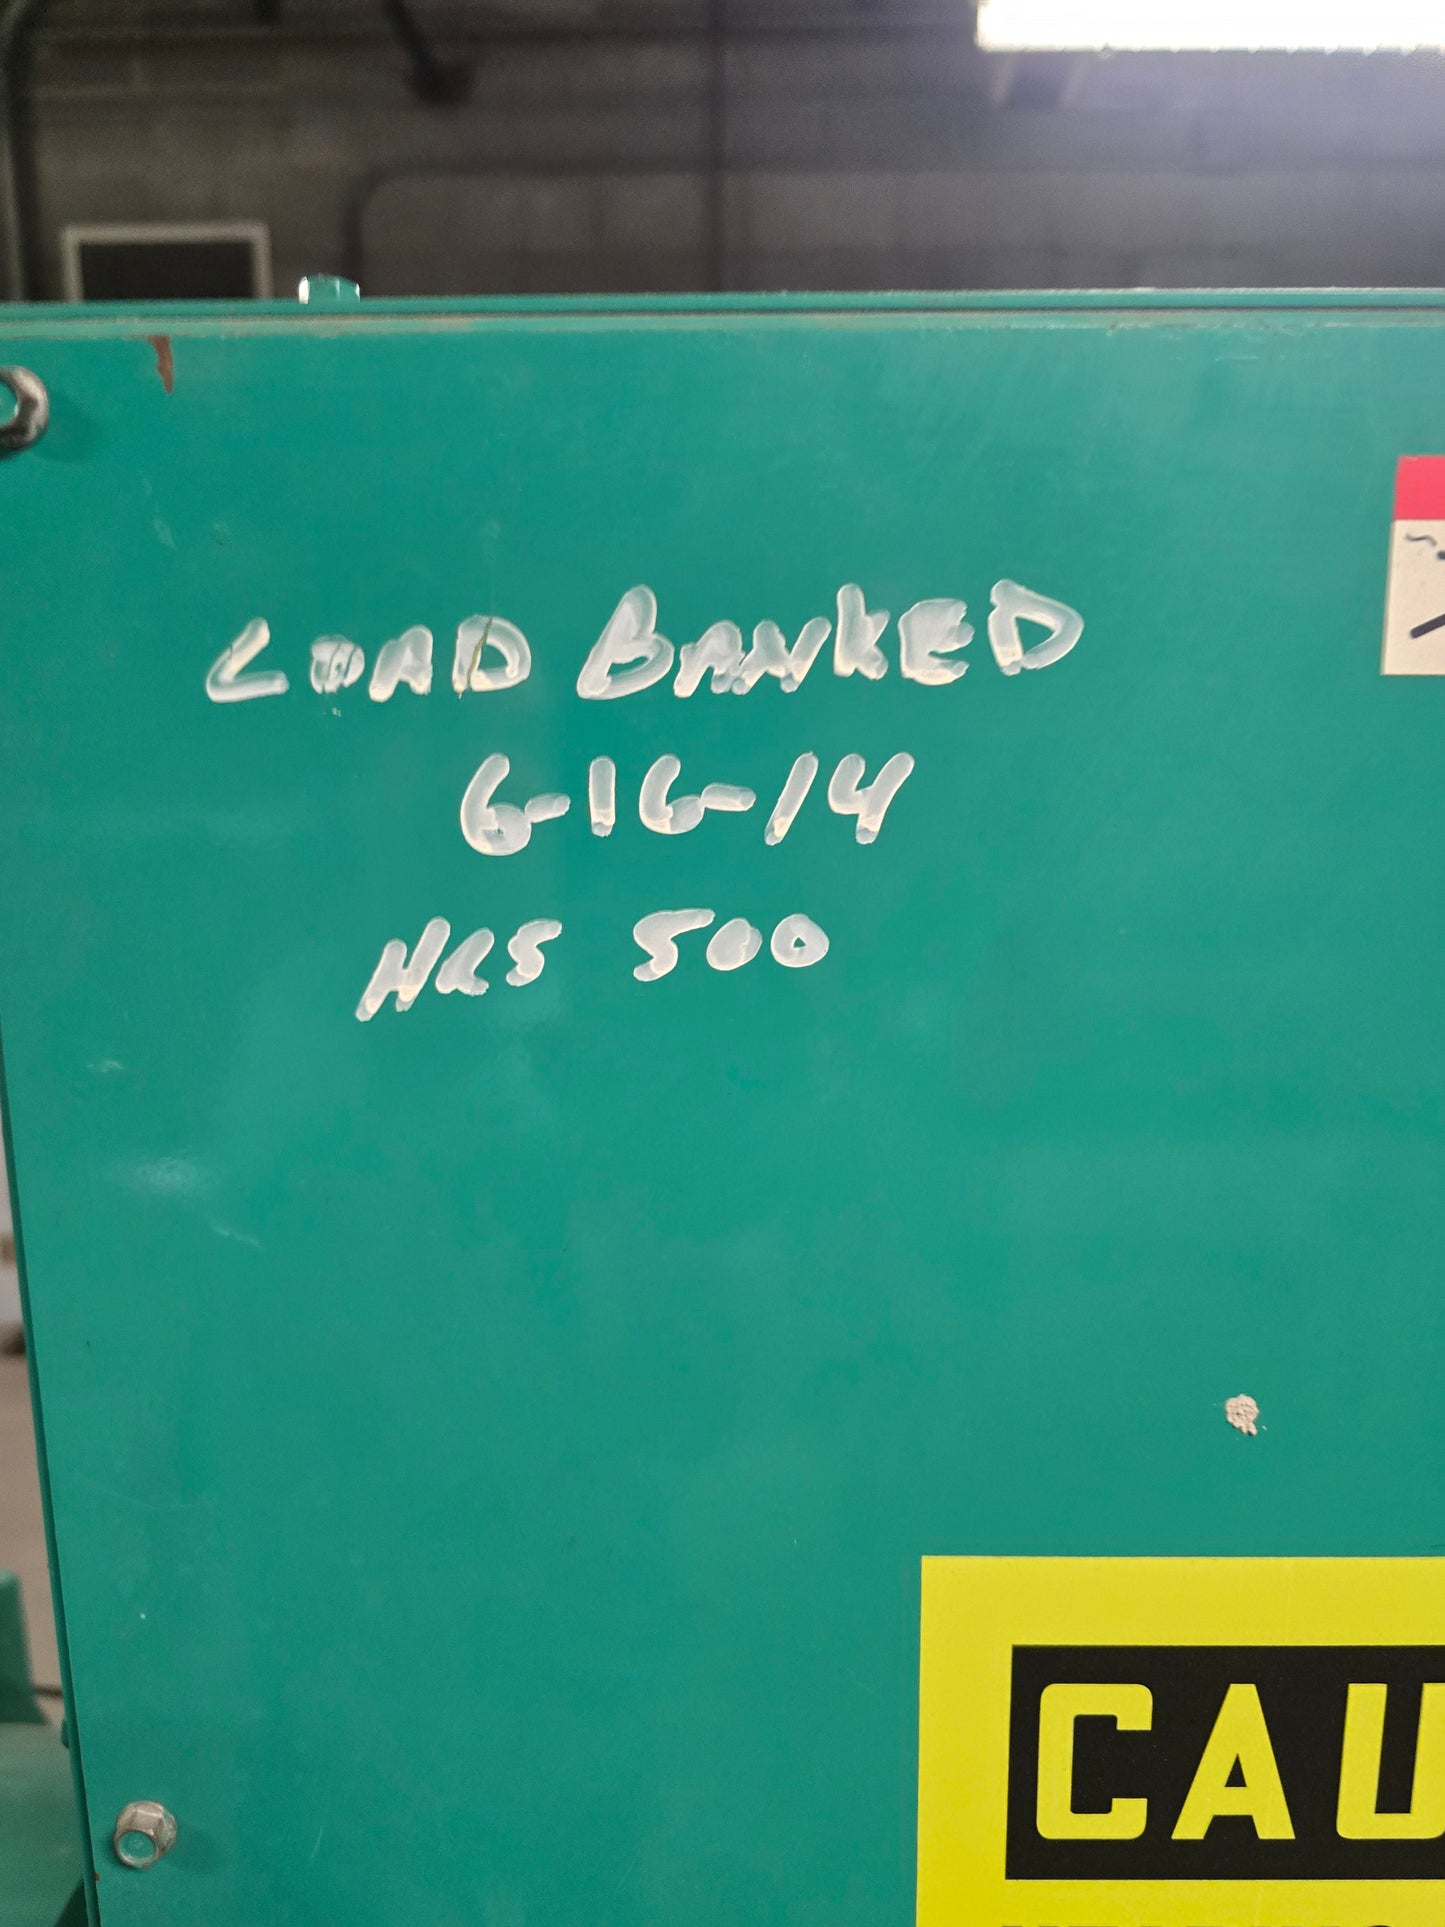 LOAD BANKED
6-16-14
HRS 500
CAU